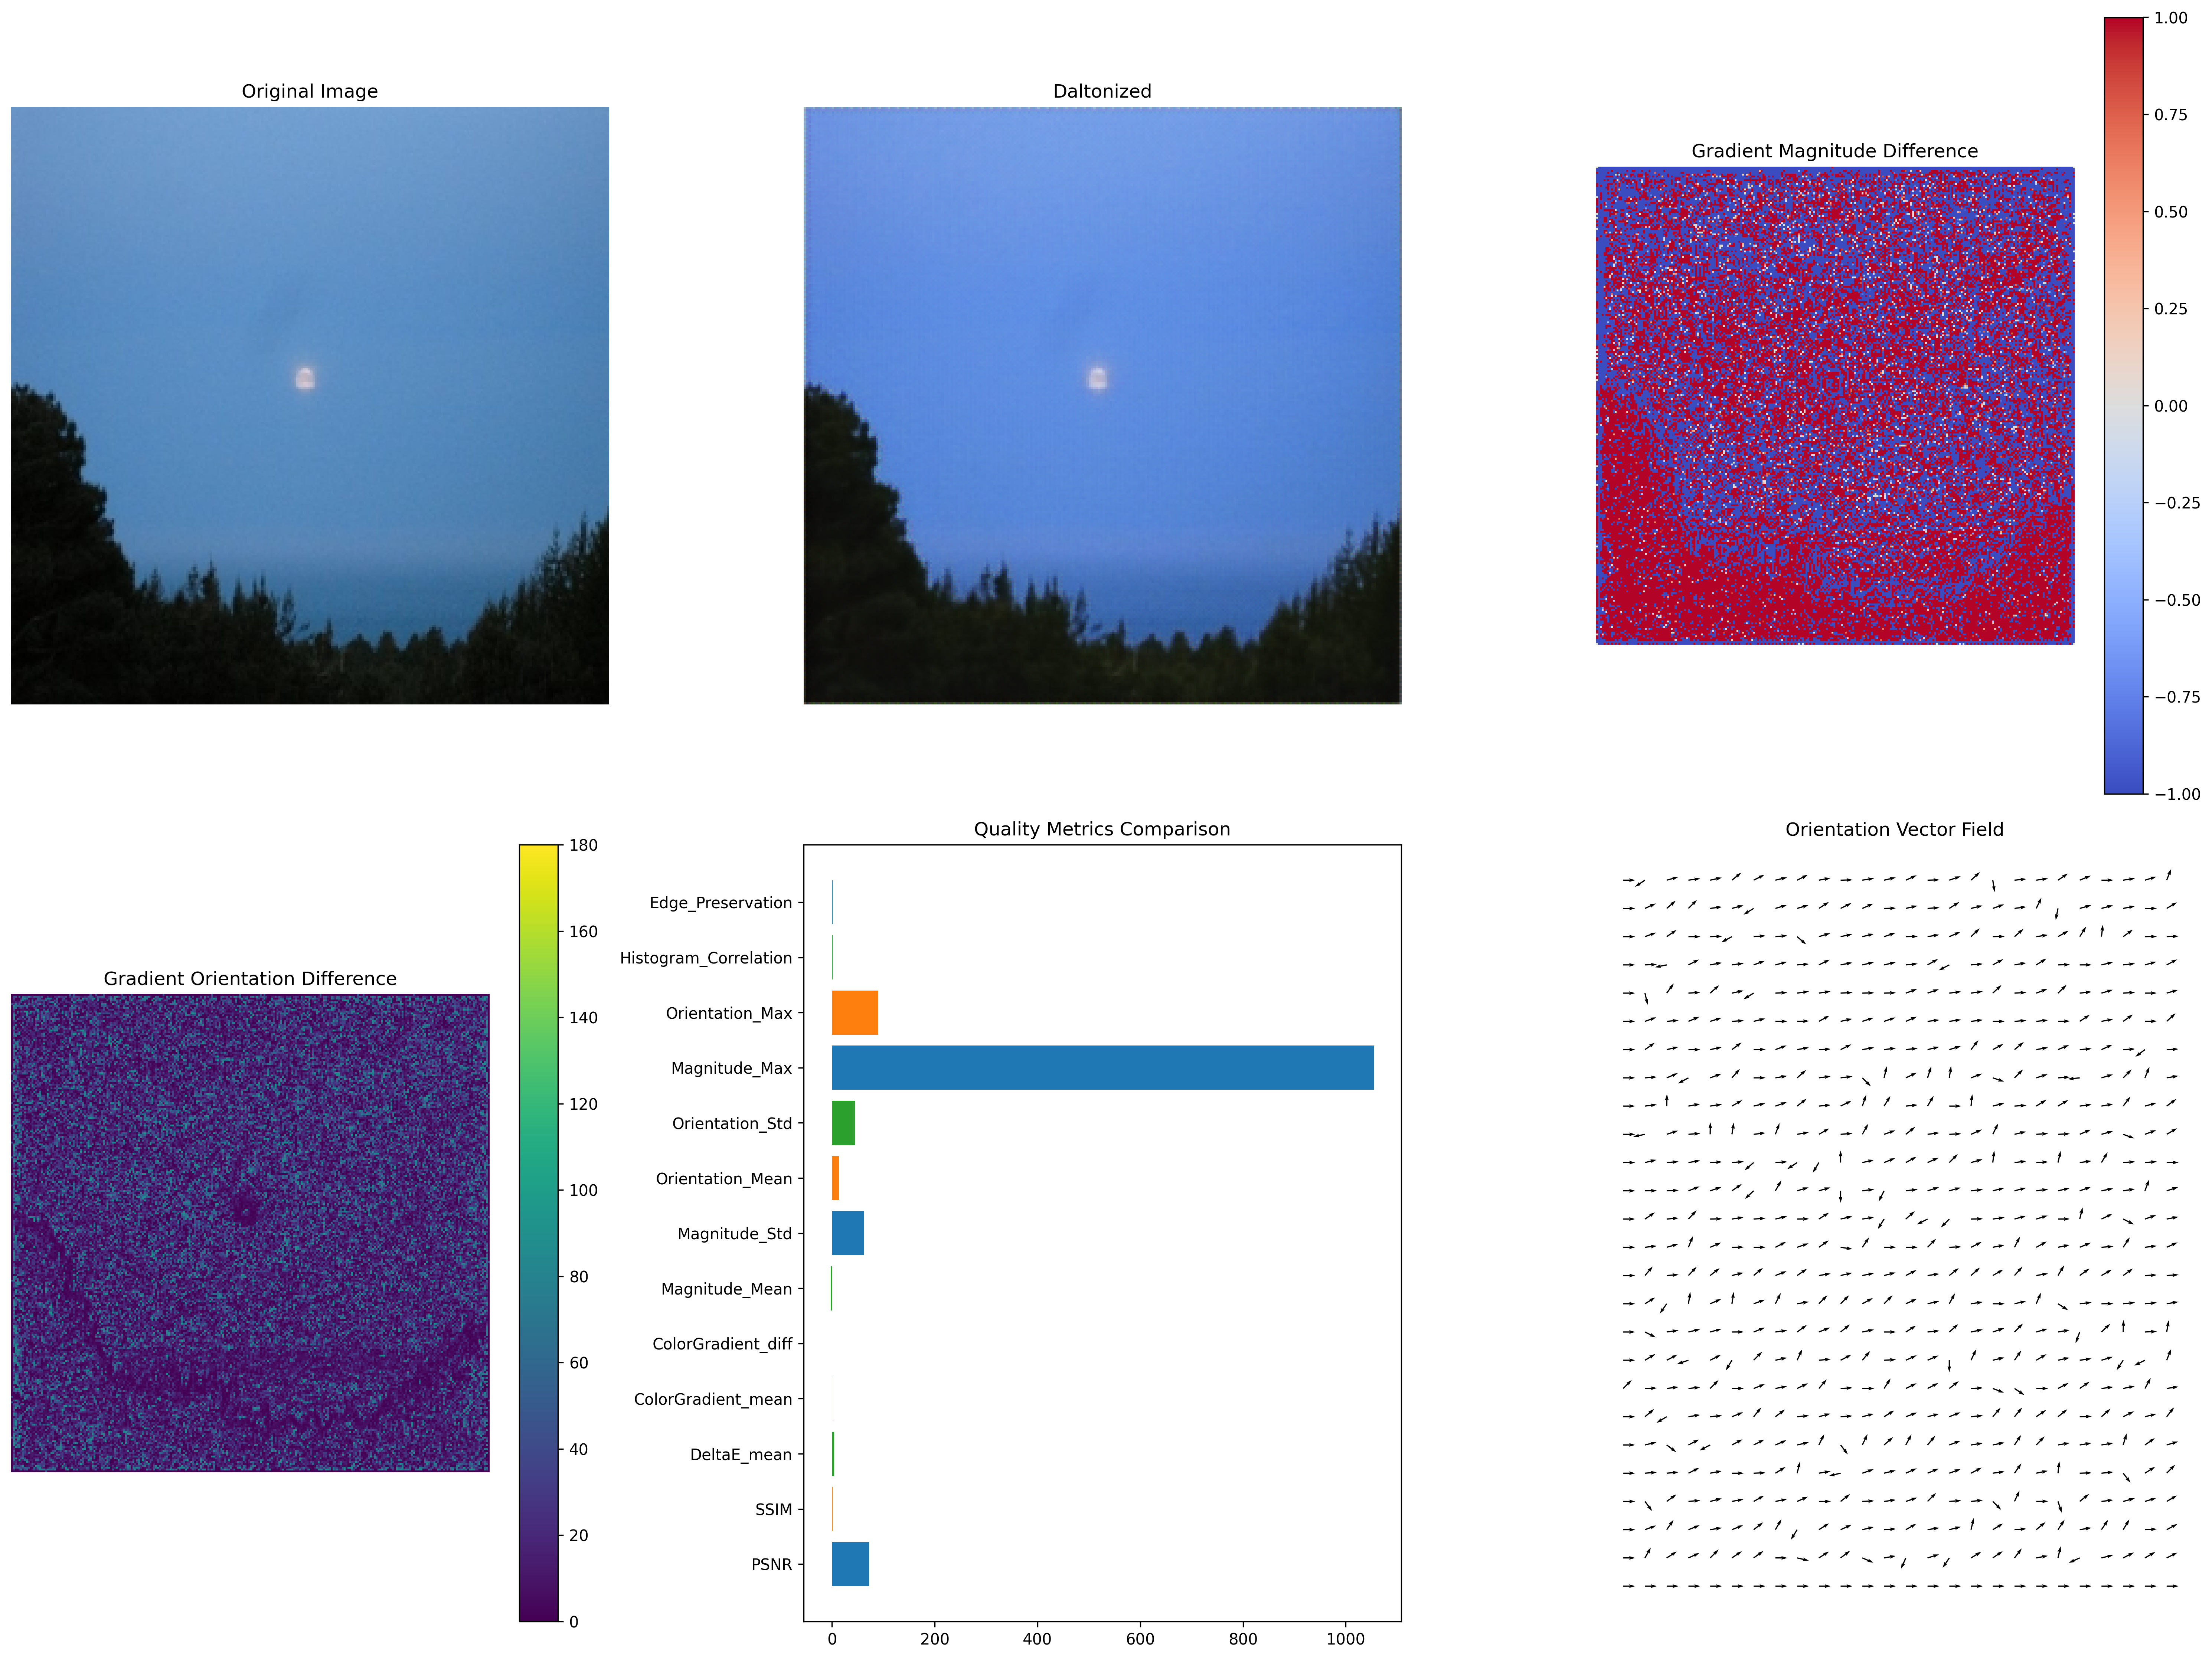 Original Image
Daltonized
Gradient Magnitude Difference
1.00
0.75
0.50
0.25
0.00
−0.25
−0.50
−0.75
−1.00
Gradient Orientation Difference
180
160
140
120
100
80
60
40
20
0
Quality Metrics Comparison
Edge_Preservation
Histogram_Correlation
Orientation_Max
Magnitude_Max
Orientation_Std
Orientation_Mean
Magnitude_Std
Magnitude_Mean
ColorGradient_diff
ColorGradient_mean
DeltaE_mean
SSIM
PSNR
0 200 400 600 800 1000
Orientation Vector Field